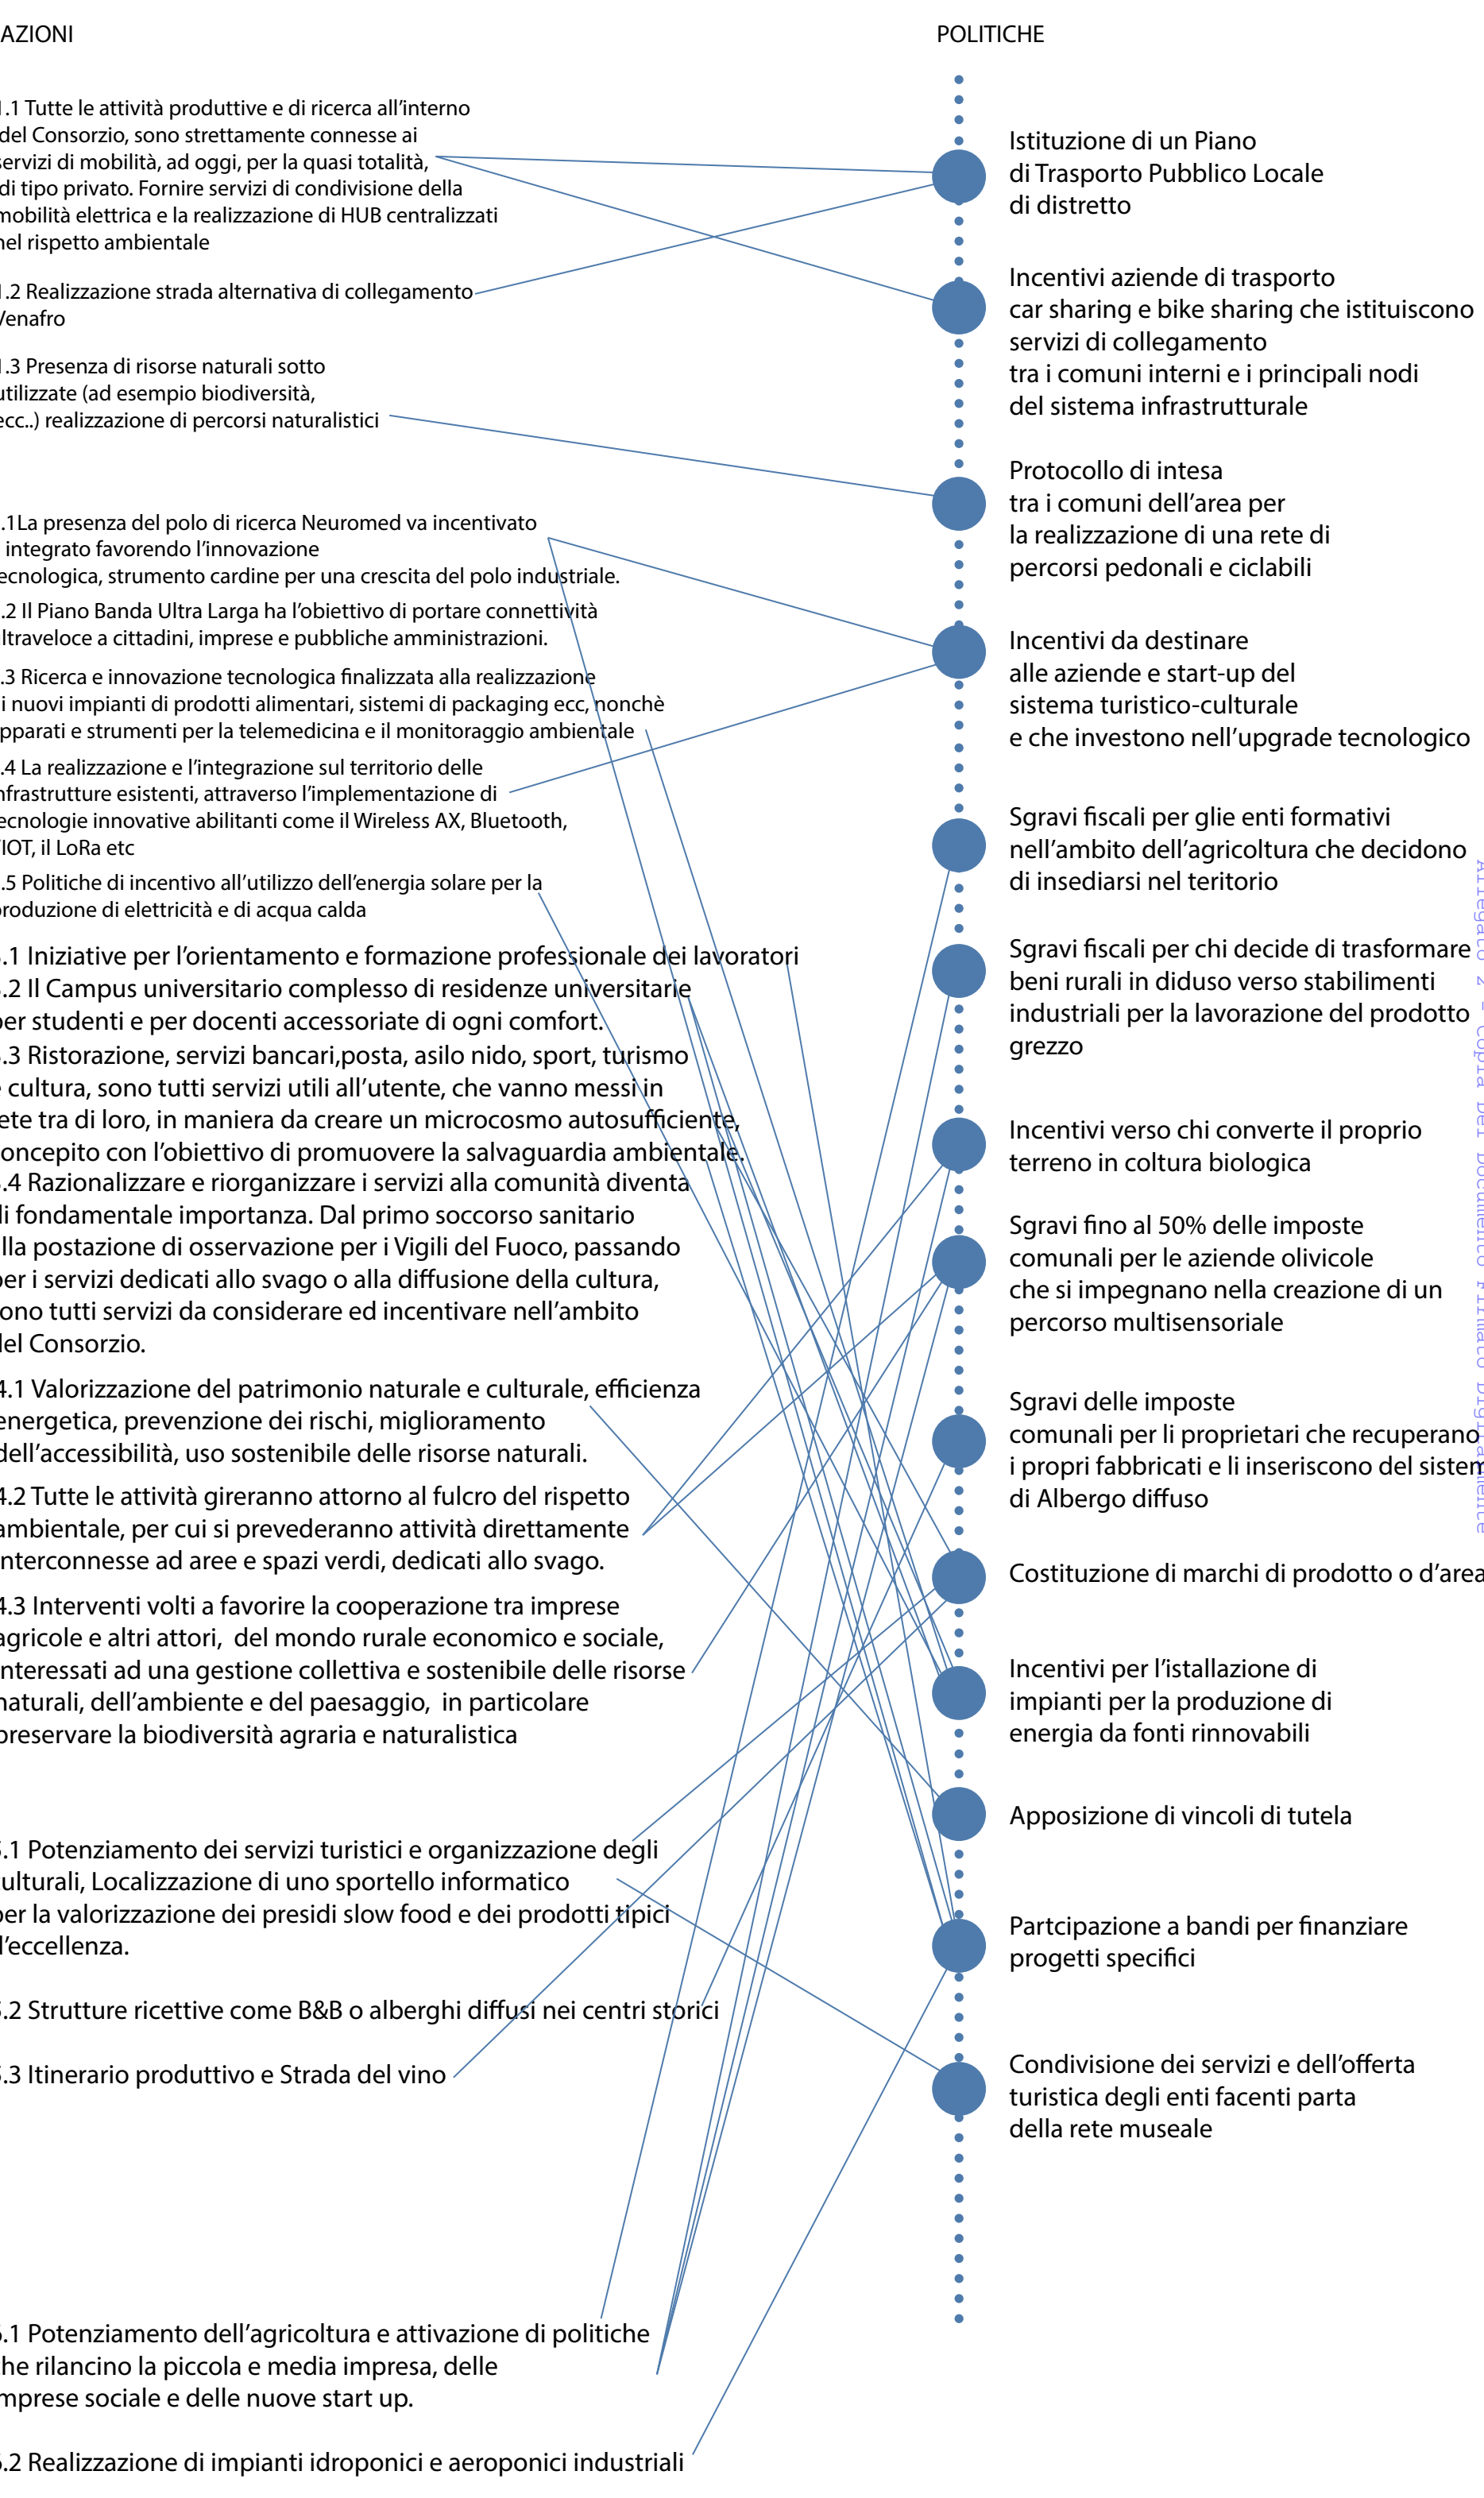 AZIONI
1.1 Tutte le attività produttive e di ricerca all’interno
del Consorzio, sono strettamente connesse ai
servizi di mobilità, ad oggi, per la quasi totalità,
di tipo privato. Fornire servizi di condivisione della
mobilità elettrica e la realizzazione di HUB centralizzati
nel rispetto ambientale
1.2 Realizzazione strada alternativa di collegamento
Venafro
1.3 Presenza di risorse naturali sotto
utilizzate (ad esempio biodiversità,
ecc..) realizzazione di percorsi naturalistici
.1La presenza del polo di ricerca Neuromed va incentivato
integrato favorendo l’innovazione
tecnologica, strumento cardine per una crescita del polo industriale.
.2 Il Piano Banda Ultra Larga ha l’obiettivo di portare connettività
ltraveloce a cittadini, imprese e pubbliche amministrazioni.
.3 Ricerca e innovazione tecnologica finalizzata alla realizzazione
i nuovi impianti di prodotti alimentari, sistemi di packaging ecc, nonchè
pparati e strumenti per la telemedicina e il monitoraggio ambientale
.4 La realizzazione e l’integrazione sul territorio delle
nfrastrutture esistenti, attraverso l’implementazione di
tecnologie innovative abilitanti come il Wireless AX, Bluetooth,
’IOT, il LoRa etc
.5 Politiche di incentivo all’utilizzo dell’energia solare per la
produzione di elettricità e di acqua calda
.1 Iniziative per l’orientamento e formazione professionale dei lavoratori
.2 Il Campus universitario complesso di residenze universitarie
per studenti e per docenti accessoriate di ogni comfort.
.3 Ristorazione, servizi bancari,posta, asilo nido, sport, turismo
e cultura, sono tutti servizi utili all’utente, che vanno messi in
rete tra di loro, in maniera da creare un microcosmo autosufficiente,
concepito con l’obiettivo di promuovere la salvaguardia ambientale.
.4 Razionalizzare e riorganizzare i servizi alla comunità diventa
di fondamentale importanza. Dal primo soccorso sanitario
lla postazione di osservazione per i Vigili del Fuoco, passando
per i servizi dedicati allo svago o alla diffusione della cultura,
sono tutti servizi da considerare ed incentivare nell’ambito
del Consorzio.
4.1 Valorizzazione del patrimonio naturale e culturale, efficienza
energetica, prevenzione dei rischi, miglioramento
dell’accessibilità, uso sostenibile delle risorse naturali.
4.2 Tutte le attività gireranno attorno al fulcro del rispetto
ambientale, per cui si prevederanno attività direttamente
interconnesse ad aree e spazi verdi, dedicati allo svago.
4.3 Interventi volti a favorire la cooperazione tra imprese
agricole e altri attori,  del mondo rurale economico e sociale,
interessati ad una gestione collettiva e sostenibile delle risorse
naturali, dell’ambiente e del paesaggio,  in particolare
preservare la biodiversità agraria e naturalistica
5.1 Potenziamento dei servizi turistici e organizzazione degli
culturali, Localizzazione di uno sportello informatico
per la valorizzazione dei presidi slow food e dei prodotti tipici
d’eccellenza.
5.2 Strutture ricettive come B&B o alberghi diffusi nei centri storici
5.3 Itinerario produttivo e Strada del vino
6.1 Potenziamento dell’agricoltura e attivazione di politiche
che rilancino la piccola e media impresa, delle
imprese sociale e delle nuove start up.
6.2 Realizzazione di impianti idroponici e aeroponici industriali
POLITICHE
Istituzione di un Piano
di Trasporto Pubblico Locale
di distretto
Incentivi aziende di trasporto
car sharing e bike sharing che istituiscono
servizi di collegamento
tra i comuni interni e i principali nodi
del sistema infrastrutturale
Protocollo di intesa
tra i comuni dell’area per
la realizzazione di una rete di
percorsi pedonali e ciclabili
Incentivi da destinare
alle aziende e start-up del
sistema turistico-culturale
e che investono nell’upgrade tecnologico
Sgravi fiscali per glie enti formativi
nell’ambito dell’agricoltura che decidono
di insediarsi nel teritorio
Sgravi fiscali per chi decide di trasformare
beni rurali in diduso verso stabilimenti
industriali per la lavorazione del prodotto
grezzo
Incentivi verso chi converte il proprio
terreno in coltura biologica
Sgravi fino al 50% delle imposte
comunali per le aziende olivicole
che si impegnano nella creazione di un
percorso multisensoriale
Sgravi delle imposte
comunali per li proprietari che recuperano
i propri fabbricati e li inseriscono del sistem
di Albergo diffuso
Costituzione di marchi di prodotto o d’area
Incentivi per l’istallazione di
impianti per la produzione di
energia da fonti rinnovabili
Apposizione di vincoli di tutela
Partcipazione a bandi per finanziare
progetti specifici
Condivisione dei servizi e dell’offerta
turistica degli enti facenti parta
della rete museale
Allegato 2 - Copia Del Documento Firmato Digitalmente